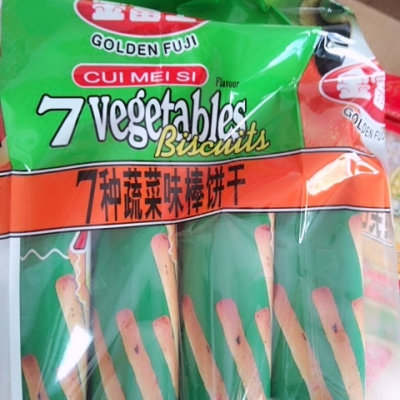 GOLDEN FUJI
CUI MEI SI
Flavour
7 Vegetables
Biscuits
7种蔬菜味棒饼干
GOLDEN FUJI